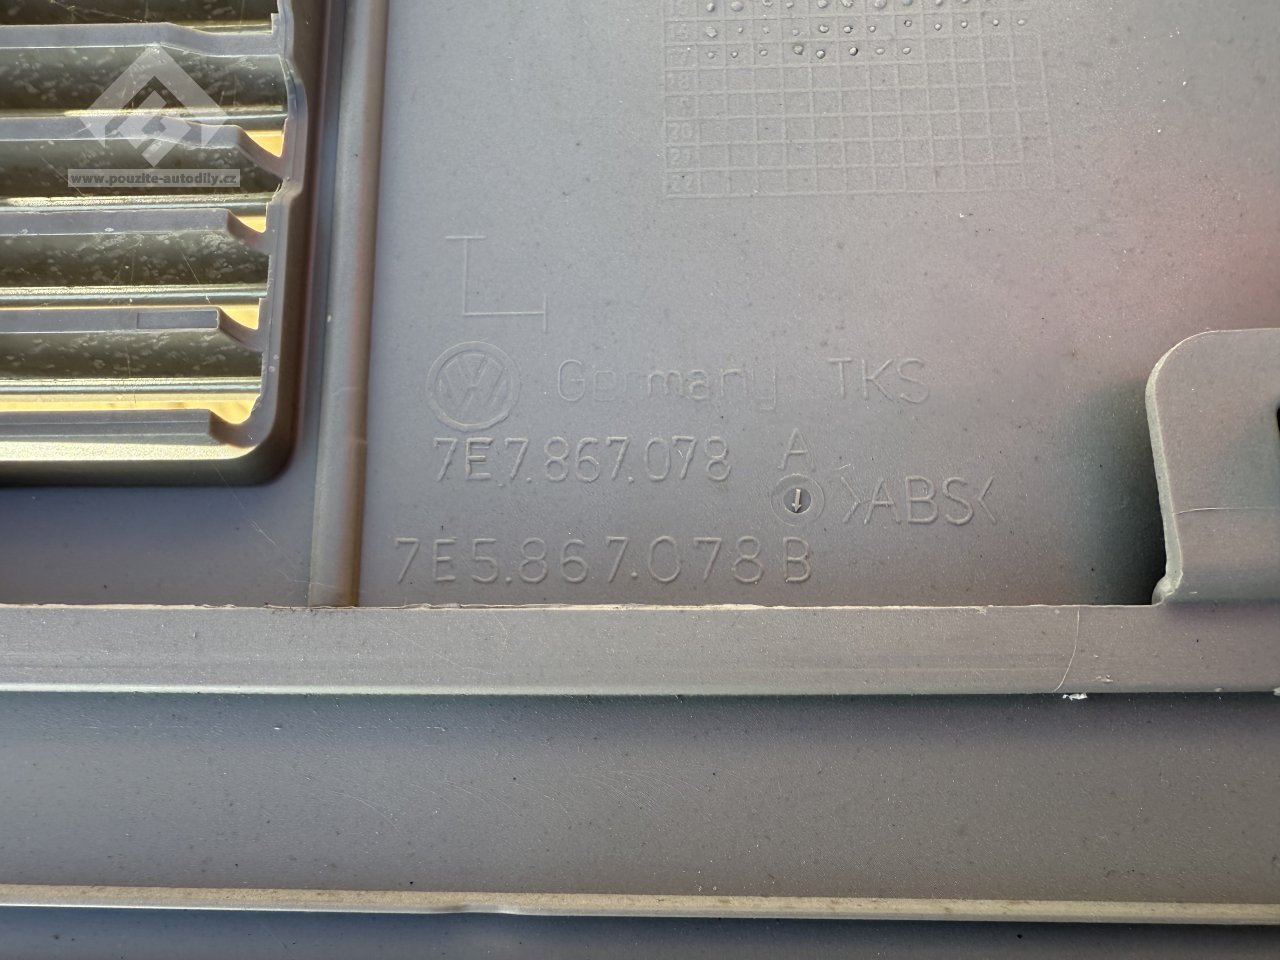 www.pouzite-autodily.cz
Germany TKS
7E7.867.078 A
>ABS<
7E5.867.078 B